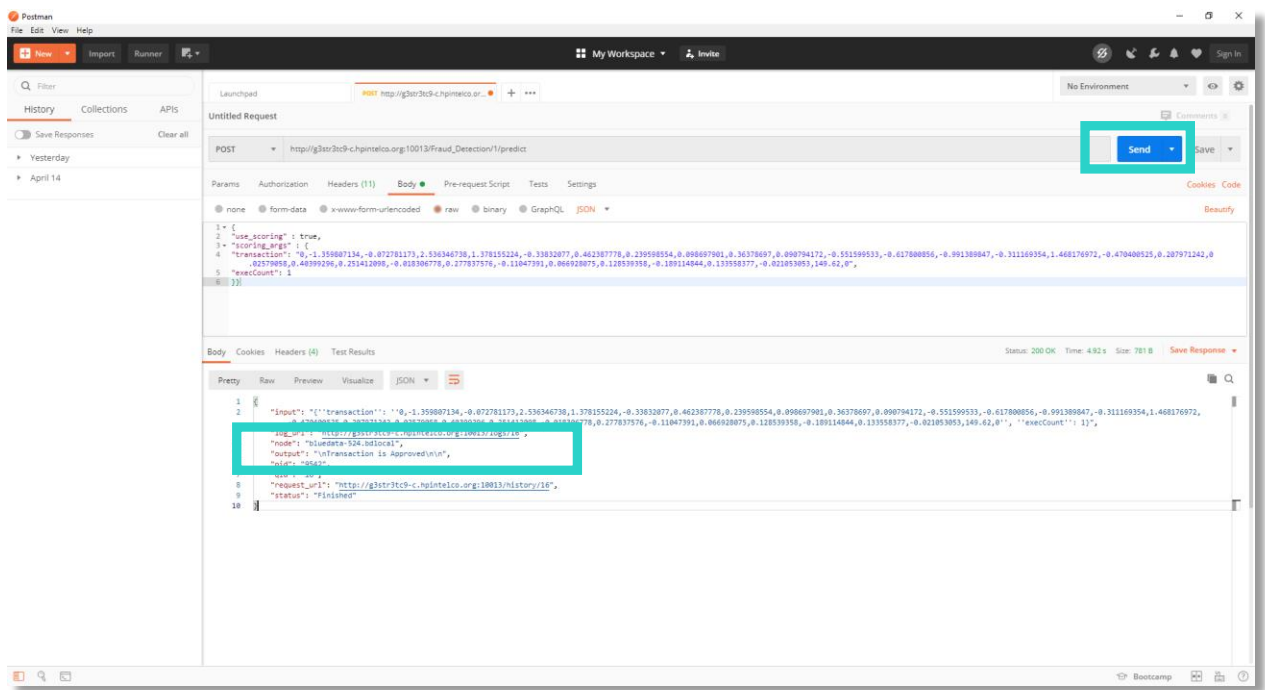 Postman
File Edit View Help
New Import Runner My Workspace Invite Sign In
Filter
History Collections APIs
Save Responses Clear all
Yesterday
April 14
Launchpad POST http://g3str3tc9-c.hpintelco.or... + ••• No Environment
Untitled Request Comments 0
POST http://g3str3tc9-c.hpintelco.org:10013/Fraud_Detection/1/predict Send Save
Params Authorization Headers (11) Body Pre-request Script Tests Settings Cookies Code
none form-data x-www-form-urlencoded raw binary GraphQL JSON Beautify
1 {
2 "use_scoring" : true,
3 "scoring_args" : {
4 "transaction": "0,-1.359807134,-0.072781173,2.536346738,1.378155224,-0.33832077,0.462387778,0.239598554,0.098697901,0.36378697,0.090794172,-0.551599533,-0.617800856,-0.991389847,-0.311169354,1.468176972,-0.470400525,0.207971242,0
.02579058,0.40399296,0.251412098,-0.018306778,0.277837576,-0.11047391,0.066928075,0.128539358,-0.189114844,0.133558377,-0.021053053,149.62,0",
5 "execCount": 1
6 }}
Body Cookies Headers (4) Test Results Status: 200 OK Time: 4.92 s Size: 781 B Save Response
Pretty Raw Preview Visualize JSON
1 {
2 "input": "{''transaction'': ''0,-1.359807134,-0.072781173,2.536346738,1.378155224,-0.33832077,0.462387778,0.239598554,0.098697901,0.36378697,0.090794172,-0.551599533,-0.617800856,-0.991389847,-0.311169354,1.468176972,
0.277837576,-0.11047391,0.066928075,0.128539358,-0.189114844,0.133558377,-0.021053053,149.62,0'', ''execCount'': 1}",
"log_url": "http://g3str3tc9-c.hpintelco.org:10013/logs/16",
"node": "bluedata-524.bdlocal",
"output": "\nTransaction is Approved\n\n",
"pid": "9542",
8 "request_url": "http://g3str3tc9-c.hpintelco.org:10013/history/16",
9 "status": "Finished"
10 }
Bootcamp